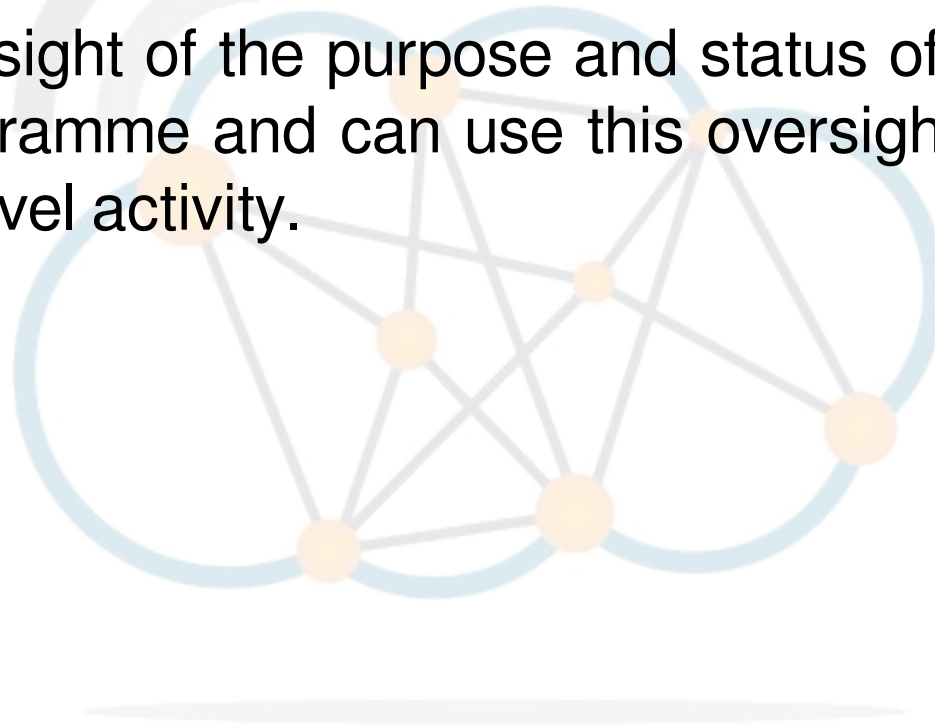 sight of the purpose and status of
ramme and can use this oversigh
vel activity.